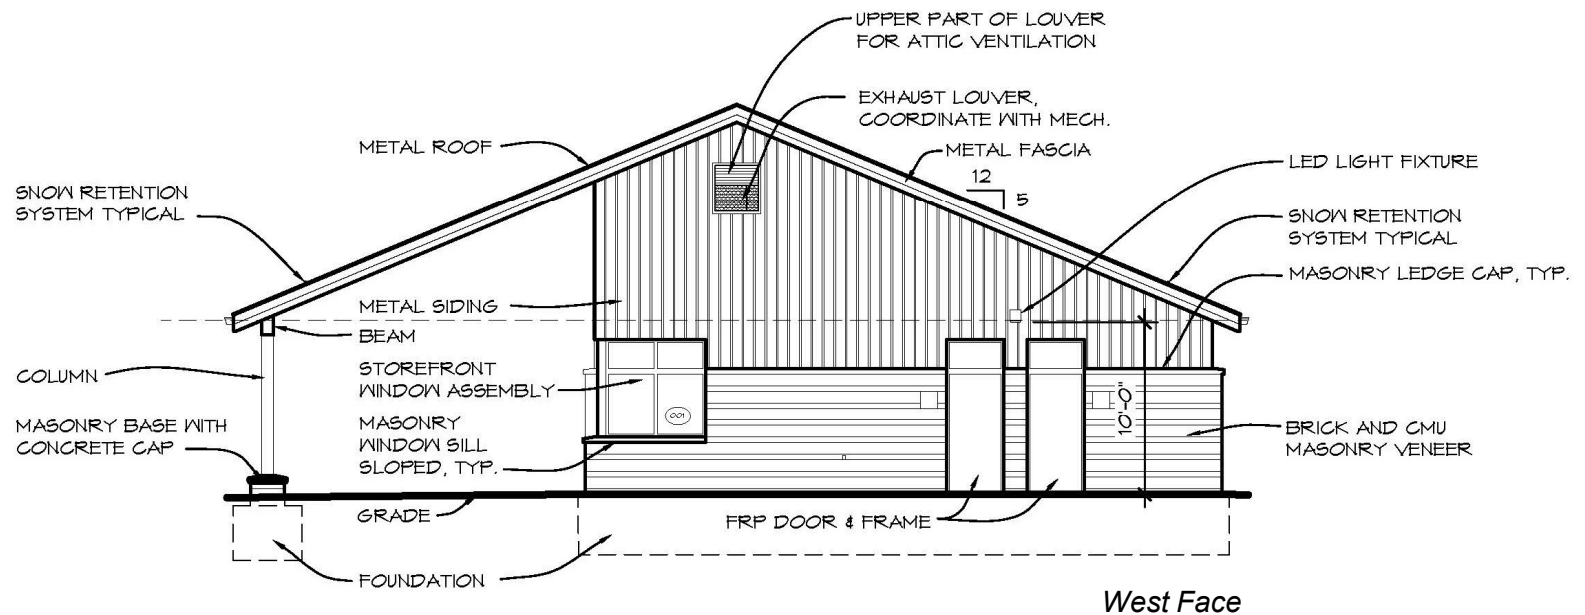 UPPER PART OF LOUVER
FOR ATTIC VENTILATION
EXHAUST LOUVER,
COORDINATE WITH MECH.
METAL ROOF
METAL FASCIA
LED LIGHT FIXTURE
12
5
SNOW RETENTION
SYSTEM TYPICAL
SNOW RETENTION
SYSTEM TYPICAL
MASONRY LEDGE CAP, TYP.
METAL SIDING
BEAM
COLUMN
STOREFRONT
WINDOW ASSEMBLY
001
10'-0"
MASONRY BASE WITH
CONCRETE CAP
MASONRY
WINDOW SILL
SLOPED, TYP.
BRICK AND CMU
MASONRY VENEER
GRADE
FRP DOOR & FRAME
FOUNDATION
West Face